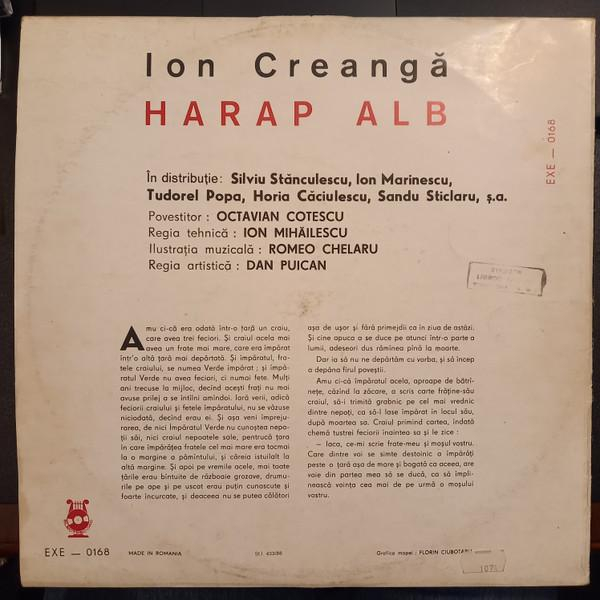 Ion Creangă
HARAP ALB
EXE — 0168
În distribuție: Silviu Stănculescu, Ion Marinescu,
Tudorel Popa, Horia Căciulescu, Sandu Sticlaru, ș.a.
Povestitor : OCTAVIAN COTESCU
Regia tehnică : ION MIHĂILESCU
Ilustrația muzicală : ROMEO CHELARU
Regia artistică : DAN PUICAN
Amu ci-că era odată într-o țară un craiu,
care avea trei feciori. Și craiul acela mai
avea un frate mai mare, care era împărat
într'o altă țară mai depărtată. Și împăratul, fra-
tele craiului, se numea Verde împărat ; și împă-
ratul Verde nu avea feciori, ci numai fete. Mulți
ani trecuse la mijloc, decînd acești frați nu mai
avuse prilej a se întîlni amîndoi. Iară verii, adică
feciorii craiului și fetele împăratului, nu se văzuse
niciodată, decînd erau ei. Și așa veni împreju-
rarea, de nici Împăratul Verde nu cunoștea nepo-
ții săi, nici craiul nepoatele sale, pentrucă țara
în care împărățea fratele cel mai mare era tocmai
la o margine a pămîntului, și crăiea istuilalt la
altă margine. Și apoi pe vremile acele, mai toate
țările erau bîntuite de războaie grozave, drumu-
rile pe ape și pe uscat erau puțin cunoscute și
foarte încurcate, și deaceea nu se putea călători
așa de ușor și fără primejdii ca în ziua de astăzi.
Și cine apuca a se duce pe atunci într-o parte a
lumii, adeseori dus rămînea pînă la moarte.
Dar ia să nu ne depărtăm cu vorba, și să încep
a depăna firul poveștii.
Amu ci-că împăratul acela, aproape de bătrî-
nețe, căzînd la zăcare, a scris carte frăține-său
craiul, să-i trimită grabnic pe cel mai vrednic
dintre nepoți, ca să-l lase împărat în locul său,
după moartea sa. Craiul primind cartea, îndată
chemă tustrei feciorii înaintea sa și le zice :
— Iaca, ce-mi scrie frate-meu și moșul vostru.
Care dintre voi se simte destoinic a împărăți
peste o țară așa de mare și bogată ca aceea, are
voie din partea mea să se ducă, ca să împli-
nească voința cea mai de pe urmă o moșului
vostru.
EXE — 0168
MADE IN ROMANIA
Grafica mapei : FLORIN CIUBOTARU